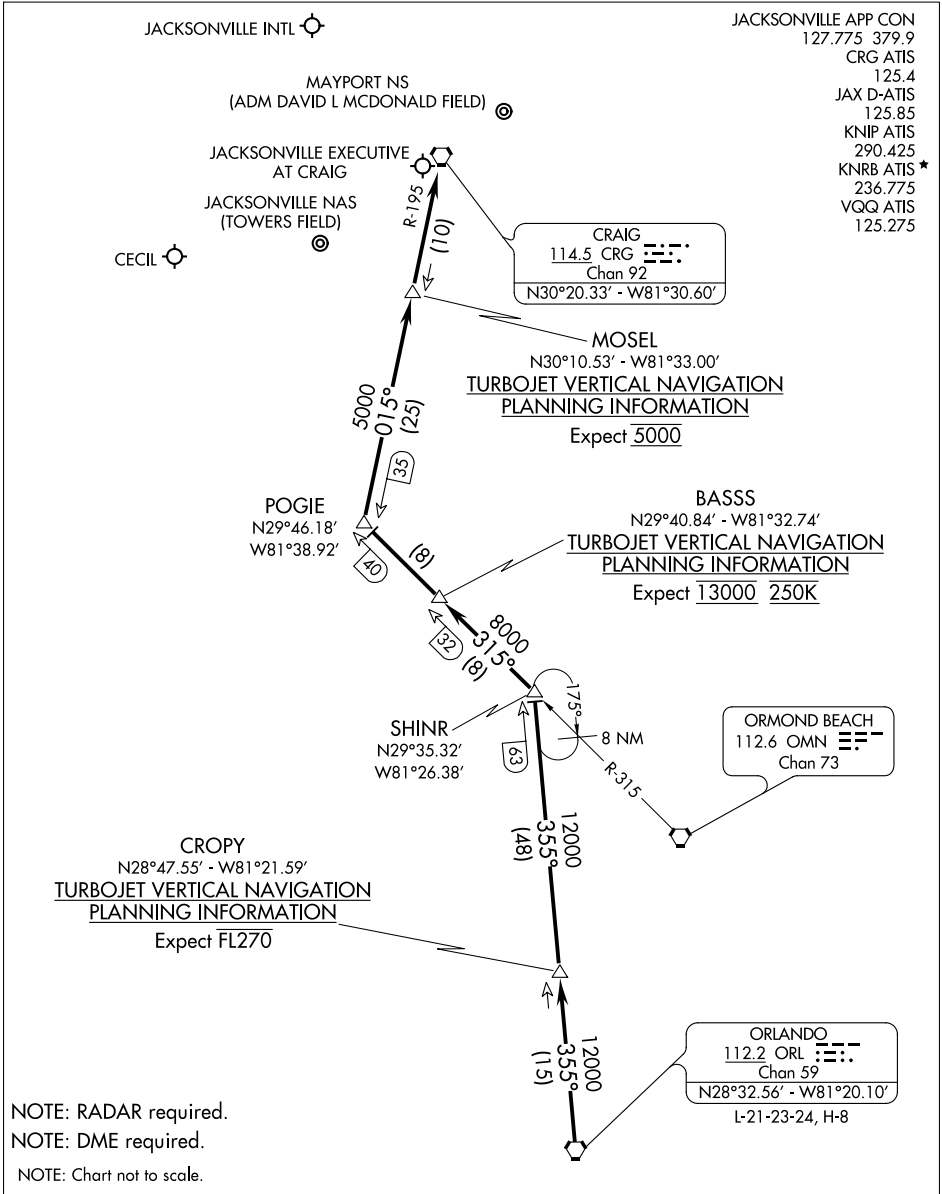 JACKSONVILLE INTL
JACKSONVILLE APP CON
127.775 379.9
CRG ATIS
125.4
JAX D-ATIS
125.85
KNIP ATIS
290.425
KNRB ATIS ★
236.775
VQQ ATIS
125.275
MAYPORT NS
(ADM DAVID L MCDONALD FIELD)
JACKSONVILLE EXECUTIVE
AT CRAIG
JACKSONVILLE NAS
(TOWERS FIELD)
CECIL
R-195
(10)
CRAIG
114.5 CRG
Chan 92
N30°20.33' - W81°30.60'
MOSEL
N30°10.53' - W81°33.00'
TURBOJET VERTICAL NAVIGATION
PLANNING INFORMATION
Expect 5000
5000
015°
(25)
35
POGIE
N29°46.18'
W81°38.92'
40
(8)
BASSS
N29°40.84' - W81°32.74'
TURBOJET VERTICAL NAVIGATION
PLANNING INFORMATION
Expect 13000 250K
32
8000
315°
(8)
SHINR
N29°35.32'
W81°26.38'
63
175°
8 NM
R-315
ORMOND BEACH
112.6 OMN
Chan 73
12000
355°
(48)
CROPY
N28°47.55' - W81°21.59'
TURBOJET VERTICAL NAVIGATION
PLANNING INFORMATION
Expect FL270
12000
355°
(15)
ORLANDO
112.2 ORL
Chan 59
N28°32.56' - W81°20.10'
L-21-23-24, H-8
NOTE: RADAR required.
NOTE: DME required.
NOTE: Chart not to scale.